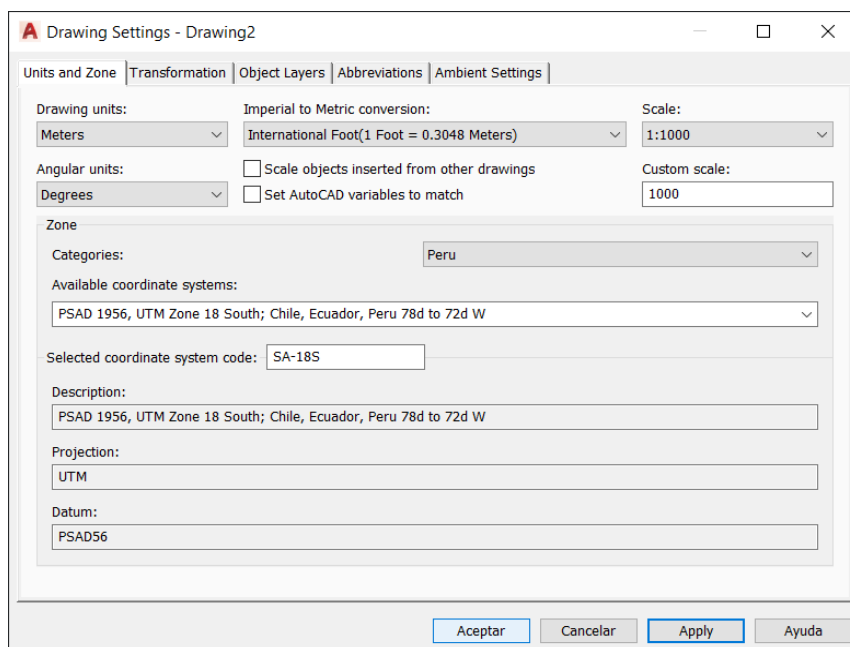 Drawing Settings - Drawing2
Units and Zone Transformation Object Layers Abbreviations Ambient Settings
Drawing units: Imperial to Metric conversion: Scale:
Meters International Foot(1 Foot = 0.3048 Meters) 1:1000
Angular units: Scale objects inserted from other drawings Custom scale:
Degrees Set AutoCAD variables to match 1000
Zone
Categories: Peru
Available coordinate systems:
PSAD 1956, UTM Zone 18 South; Chile, Ecuador, Peru 78d to 72d W
Selected coordinate system code: SA-18S
Description:
PSAD 1956, UTM Zone 18 South; Chile, Ecuador, Peru 78d to 72d W
Projection:
UTM
Datum:
PSAD56
Aceptar Cancelar Apply Ayuda